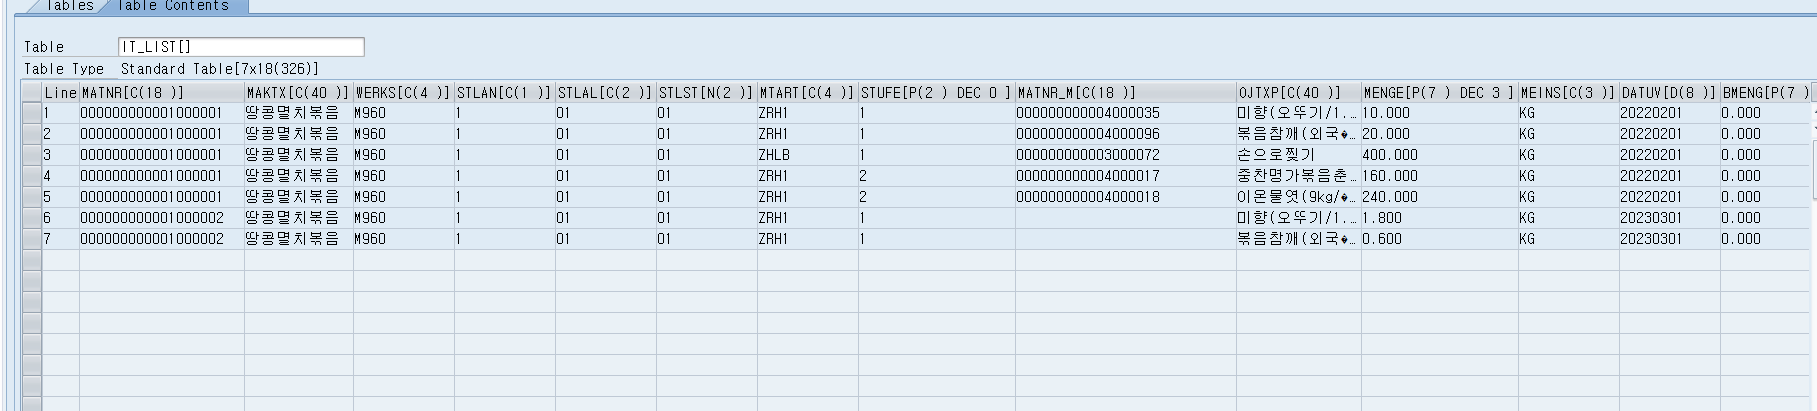 Tables Table Contents
Table IT_LIST[]
Table Type Standard Table[7x18(326)]
Line MATNR[C(18 )] MAKTX[C(40 )] WERKS[C(4 )] STLAN[C(1 )] STLAL[C(2 )] STLST[N(2 )] MTART[C(4 )] STUFE[P(2 ) DEC 0 ] MATNR_M[C(18 )] OJTXP[C(40 )] MENGE[P(7 ) DEC 3 ] MEINS[C(3 )] DATUV[D(8 )] BMENG[P(7 )
1 000000000001000001 땅콩멸치볶음 M960 1 01 01 ZRH1 1 000000000004000035 미향(오뚜기/1... 10.000 KG 20220201 0.000
2 000000000001000001 땅콩멸치볶음 M960 1 01 01 ZRH1 1 000000000004000096 볶음참깨(외국�... 20.000 KG 20220201 0.000
3 000000000001000001 땅콩멸치볶음 M960 1 01 01 ZHLB 1 000000000003000072 손으로찢기 400.000 KG 20220201 0.000
4 000000000001000001 땅콩멸치볶음 M960 1 01 01 ZRH1 2 000000000004000017 중찬명가볶음춘... 160.000 KG 20220201 0.000
5 000000000001000001 땅콩멸치볶음 M960 1 01 01 ZRH1 2 000000000004000018 이온물엿(9kg/�... 240.000 KG 20220201 0.000
6 000000000001000002 땅콩멸치볶음 M960 1 01 01 ZRH1 1 미향(오뚜기/1... 1.800 KG 20230301 0.000
7 000000000001000002 땅콩멸치볶음 M960 1 01 01 ZRH1 1 볶음참깨(외국�... 0.600 KG 20230301 0.000